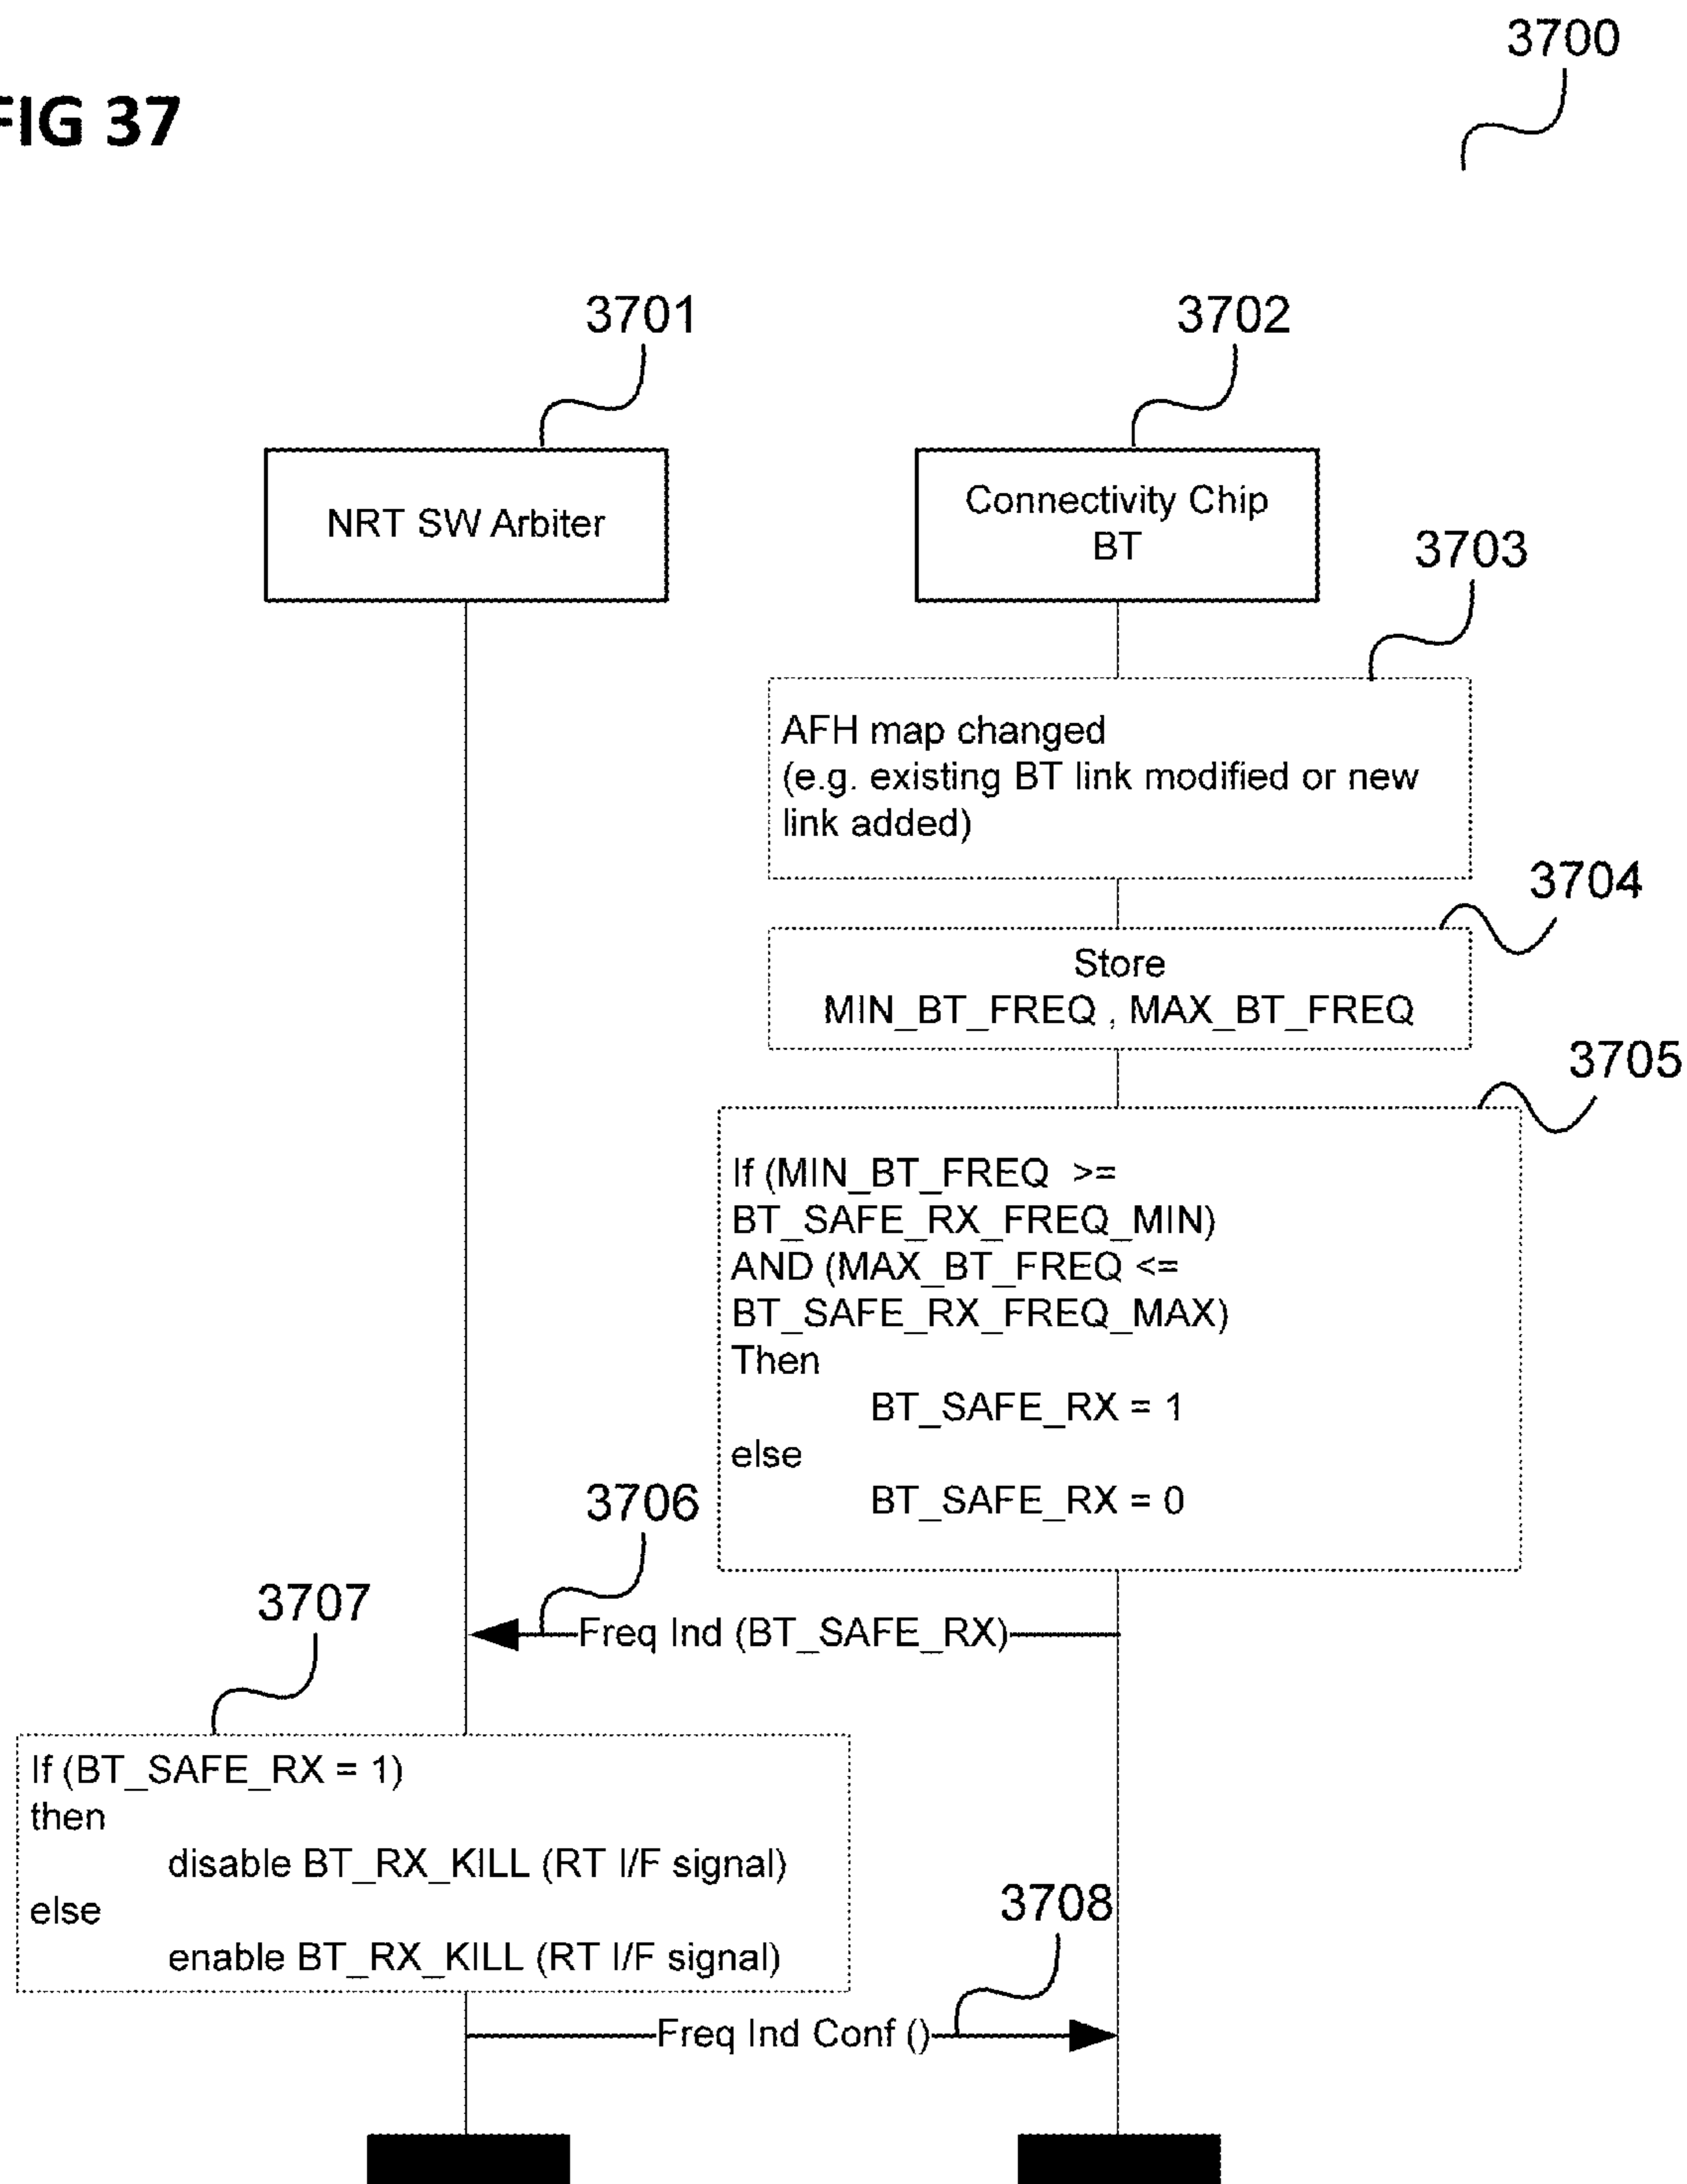 3700
FIG 37
3701
3702
NRT SW Arbiter
Connectivity Chip
BT
3703
AFH map changed
(e.g. existing BT link modified or new
link added)
3704
Store
MIN_BT_FREQ , MAX_BT_FREQ
3705
If (MIN_BT_FREQ >=
BT_SAFE_RX_FREQ_MIN)
AND (MAX_BT_FREQ <=
BT_SAFE_RX_FREQ_MAX)
Then
BT_SAFE_RX = 1
else
BT_SAFE_RX = 0
3706
Freq Ind (BT_SAFE_RX)
3707
If (BT_SAFE_RX = 1)
then
disable BT_RX_KILL (RT I/F signal)
else
enable BT_RX_KILL (RT I/F signal)
3708
Freq Ind Conf ()